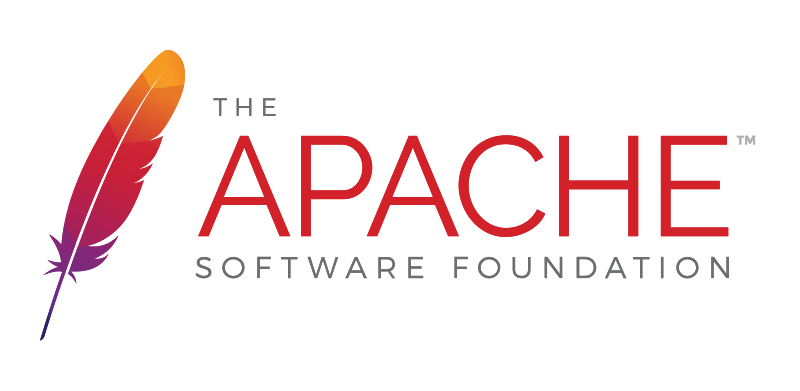 THE
APACHE™
SOFTWARE FOUNDATION